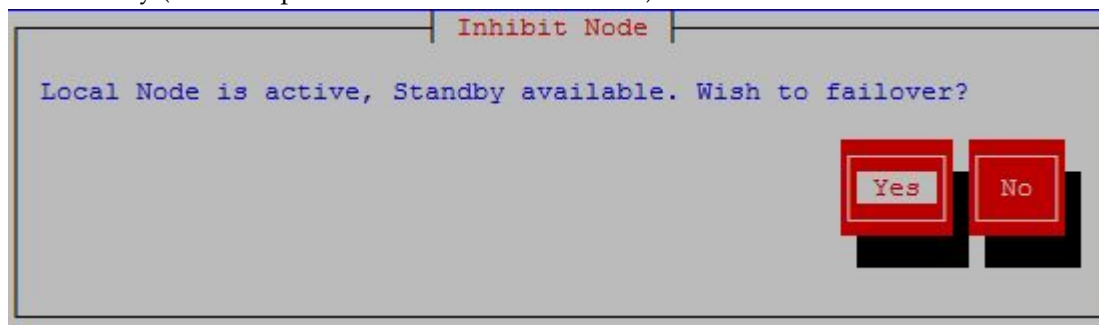 Inhibit Node
Local Node is active, Standby available. Wish to failover?
Yes No